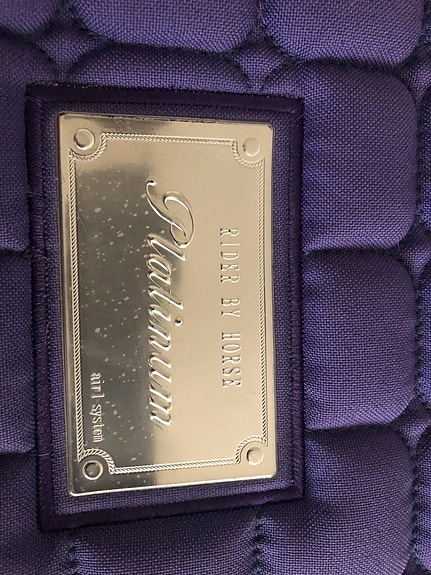 RIDER BY HORSE
Platinum
air1 system